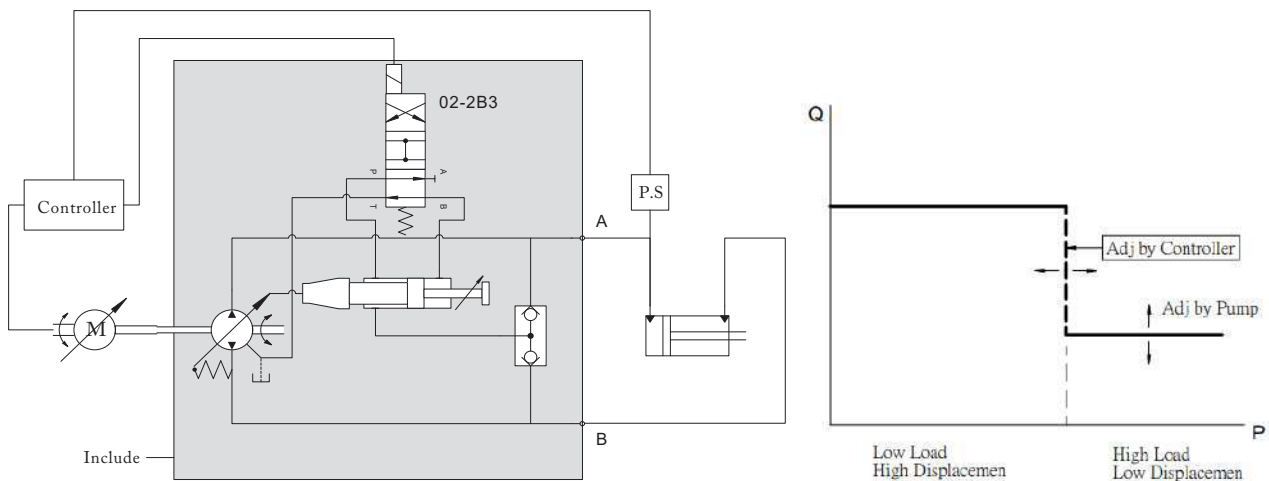 02-2B3
P
A
T
B
Controller
P.S
A
M
B
Include
Q
Adj by Controller
Adj by Pump
P
Low Load
High Displacemen
High Load
Low Displacemen